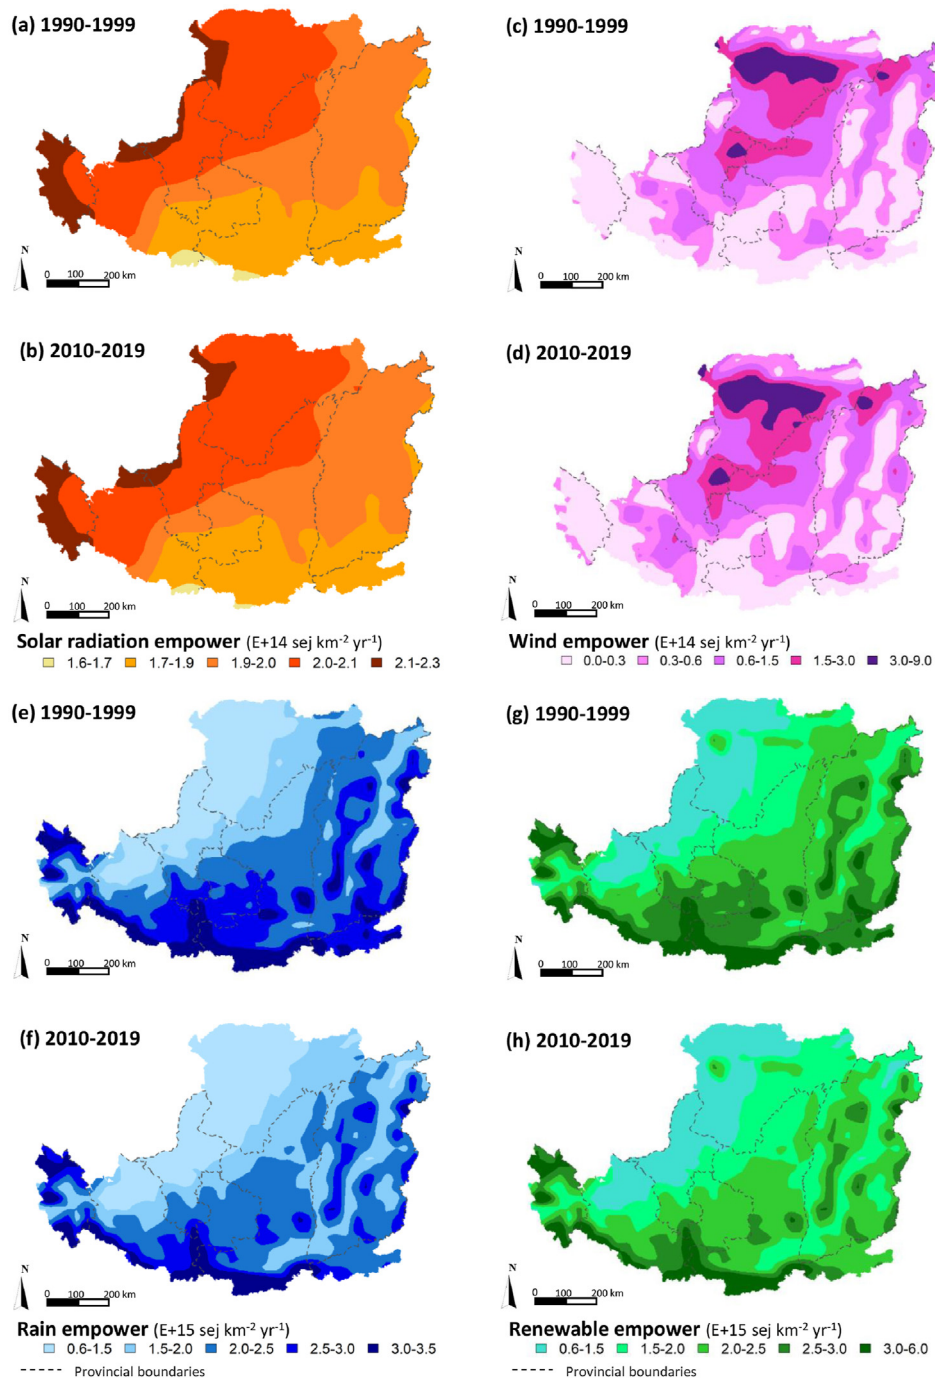 (a) 1990-1999
(c) 1990-1999
N
0 100 200 km
N
0 100 200 km
(b) 2010-2019
(d) 2010-2019
N
0 100 200 km
N
0 100 200 km
Solar radiation empower (E+14 sej km-2 yr-1)
1.6-1.7 1.7-1.9 1.9-2.0 2.0-2.1 2.1-2.3
Wind empower (E+14 sej km-2 yr-1)
0.0-0.3 0.3-0.6 0.6-1.5 1.5-3.0 3.0-9.0
(e) 1990-1999
(g) 1990-1999
N
0 100 200 km
N
0 100 200 km
(f) 2010-2019
(h) 2010-2019
N
0 100 200 km
N
0 100 200 km
Rain empower (E+15 sej km-2 yr-1)
0.6-1.5 1.5-2.0 2.0-2.5 2.5-3.0 3.0-3.5
Provincial boundaries
Renewable empower (E+15 sej km-2 yr-1)
0.6-1.5 1.5-2.0 2.0-2.5 2.5-3.0 3.0-6.0
Provincial boundaries